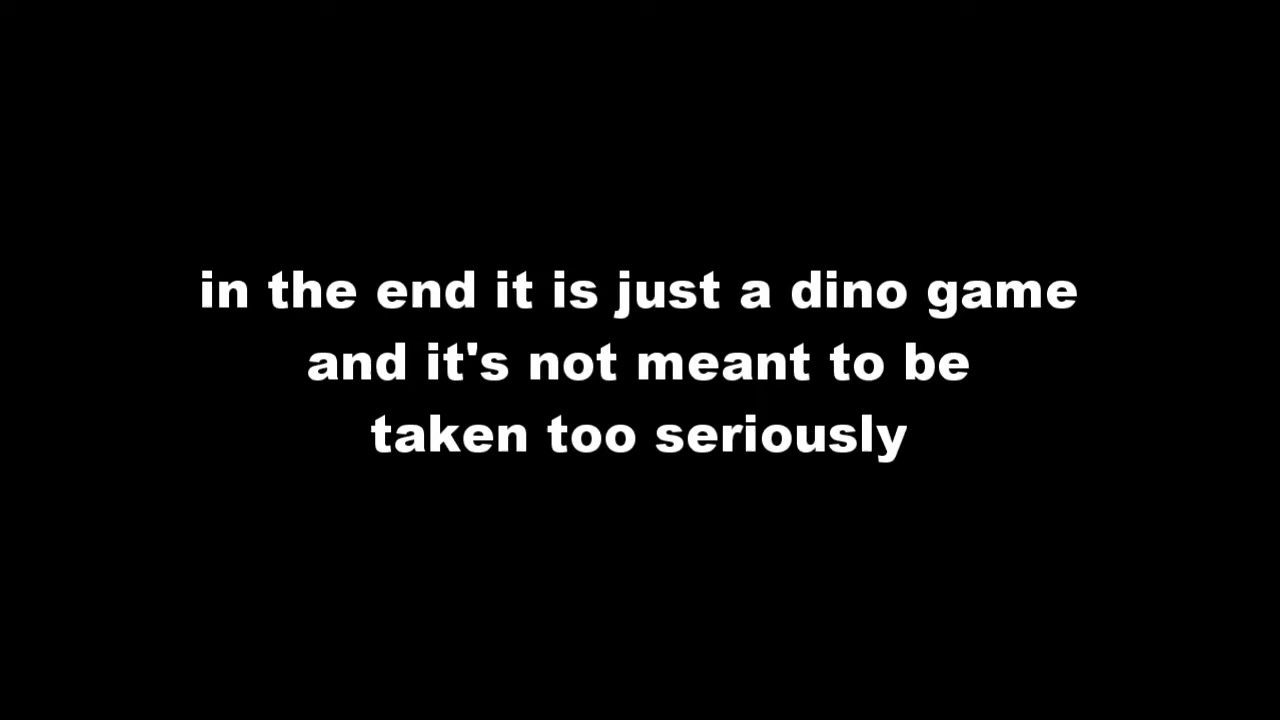 in the end it is just a dino game
and it's not meant to be
taken too seriously